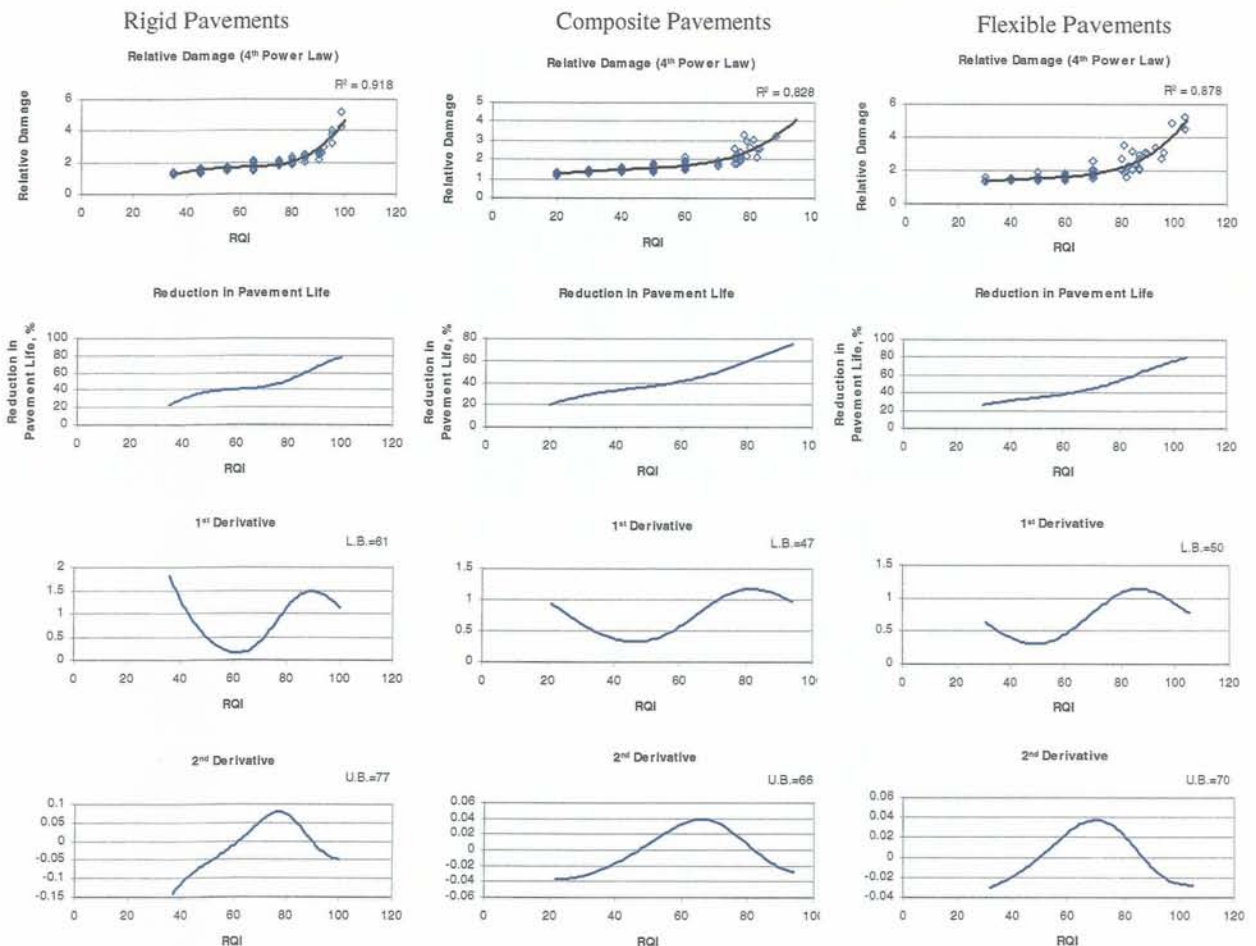 Rigid Pavements
Relative Damage (4th Power Law)
R² = 0.918
Relative Damage
6
4
2
0
0 20 40 60 80 100 120
RQI
Reduction in Pavement Life
Reduction in
Pavement Life, %
100
80
60
40
20
0
0 20 40 60 80 100 120
RQI
1st Derivative
L.B.=61
2
1.5
1
0.5
0
0 20 40 60 80 100 120
RQI
2nd Derivative
U.B.=77
0.1
0.05
0
-0.05
-0.1
-0.15
0 20 40 60 80 100 120
RQI
Composite Pavements
Relative Damage (4th Power Law)
R² = 0.828
Relative Damage
5
4
3
2
1
0
0 20 40 60 80 10
RQI
Reduction in Pavement Life
Reduction in
Pavement Life, %
80
60
40
20
0
0 20 40 60 80 10
RQI
1st Derivative
L.B.=47
1.5
1
0.5
0
0 20 40 60 80 10
RQI
2nd Derivative
U.B.=66
0.06
0.04
0.02
0
-0.02
-0.04
-0.06
0 20 40 60 80 10
RQI
Flexible Pavements
Relative Damage (4th Power Law)
R² = 0.878
Relative Damage
6
4
2
0
0 20 40 60 80 100 120
RQI
Reduction in Pavement Life
Reduction in
Pavement Life, %
100
80
60
40
20
0
0 20 40 60 80 100 120
RQI
1st Derivative
L.B.=50
1.5
1
0.5
0
0 20 40 60 80 100 120
RQI
2nd Derivative
U.B.=70
0.06
0.04
0.02
0
-0.02
-0.04
0 20 40 60 80 100 120
RQI